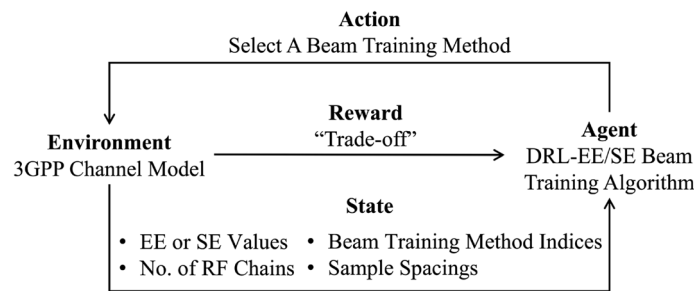 Action
Select A Beam Training Method
Reward
"Trade-off"
Environment
3GPP Channel Model
Agent
DRL-EE/SE Beam
Training Algorithm
State
• EE or SE Values • Beam Training Method Indices
• No. of RF Chains • Sample Spacings